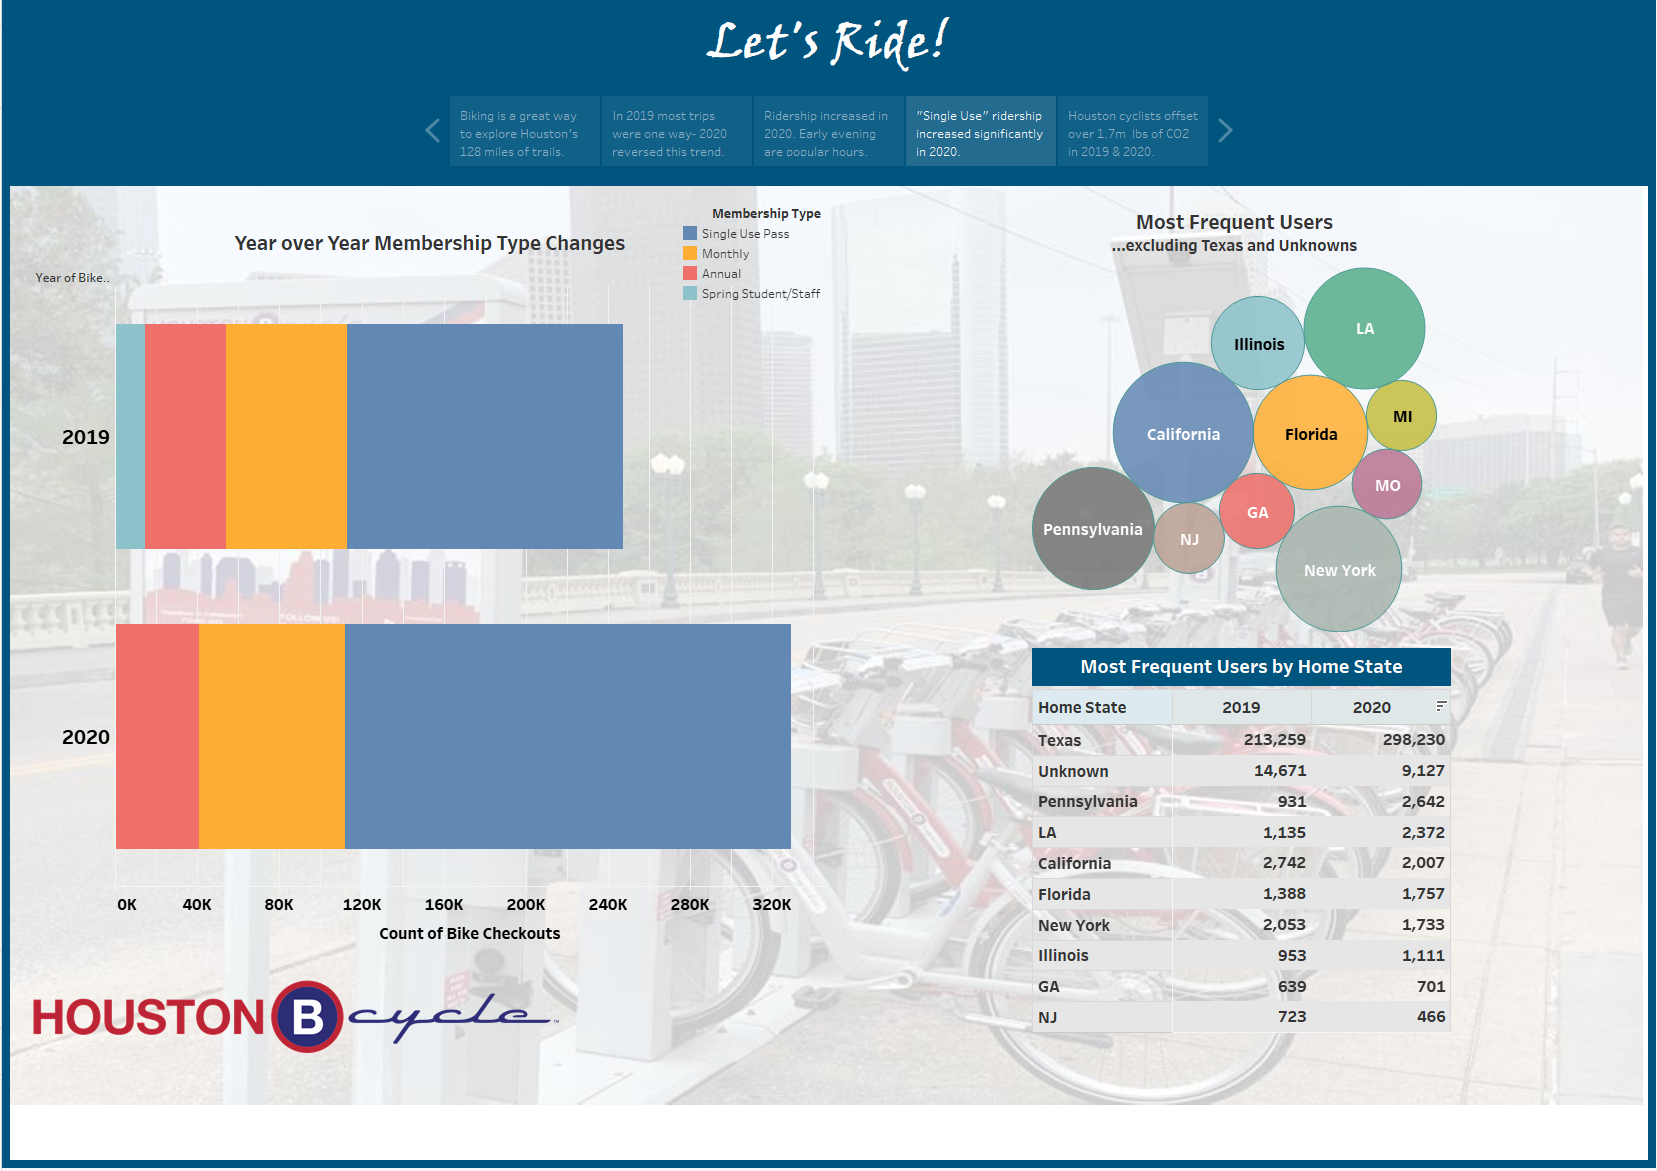 Let's Ride!
Biking is a great way
to explore Houston's
128 miles of trails.
In 2019 most trips
were one way- 2020
reversed this trend.
Ridership increased in
2020. Early evening
are popular hours.
"Single Use" ridership
increased significantly
in 2020.
Houston cyclists offset
over 1.7m lbs of CO2
in 2019 & 2020.
Year over Year Membership Type Changes
Membership Type
Single Use Pass
Monthly
Annual
Spring Student/Staff
Year of Bike..
2019
2020
0K 40K 80K 120K 160K 200K 240K 280K 320K
Count of Bike Checkouts
HOUSTON B cycle
Most Frequent Users
...excluding Texas and Unknowns
LA
Illinois
MI
California
Florida
MO
GA
Pennsylvania
NJ
New York
Most Frequent Users by Home State
Home State 2019 2020
Texas 213,259 298,230
Unknown 14,671 9,127
Pennsylvania 931 2,642
LA 1,135 2,372
California 2,742 2,007
Florida 1,388 1,757
New York 2,053 1,733
Illinois 953 1,111
GA 639 701
NJ 723 466